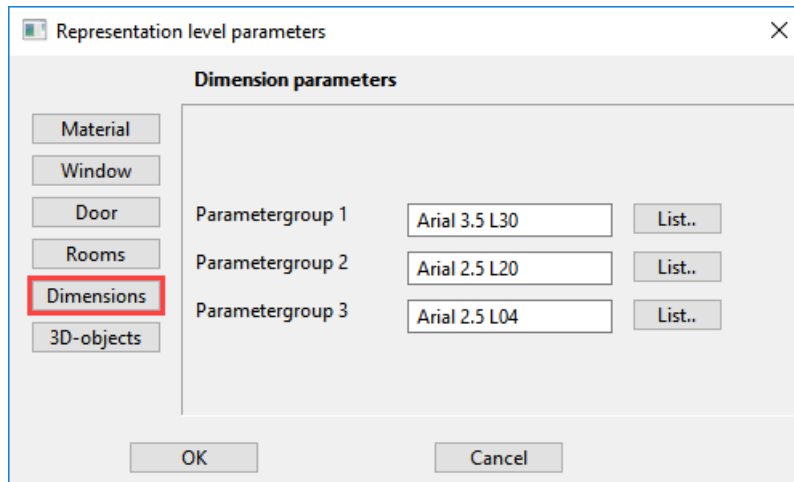 Representation level parameters
Dimension parameters
Material
Window
Door
Rooms
Dimensions
3D-objects
Parametergroup 1 Arial 3.5 L30 List..
Parametergroup 2 Arial 2.5 L20 List..
Parametergroup 3 Arial 2.5 L04 List..
OK Cancel